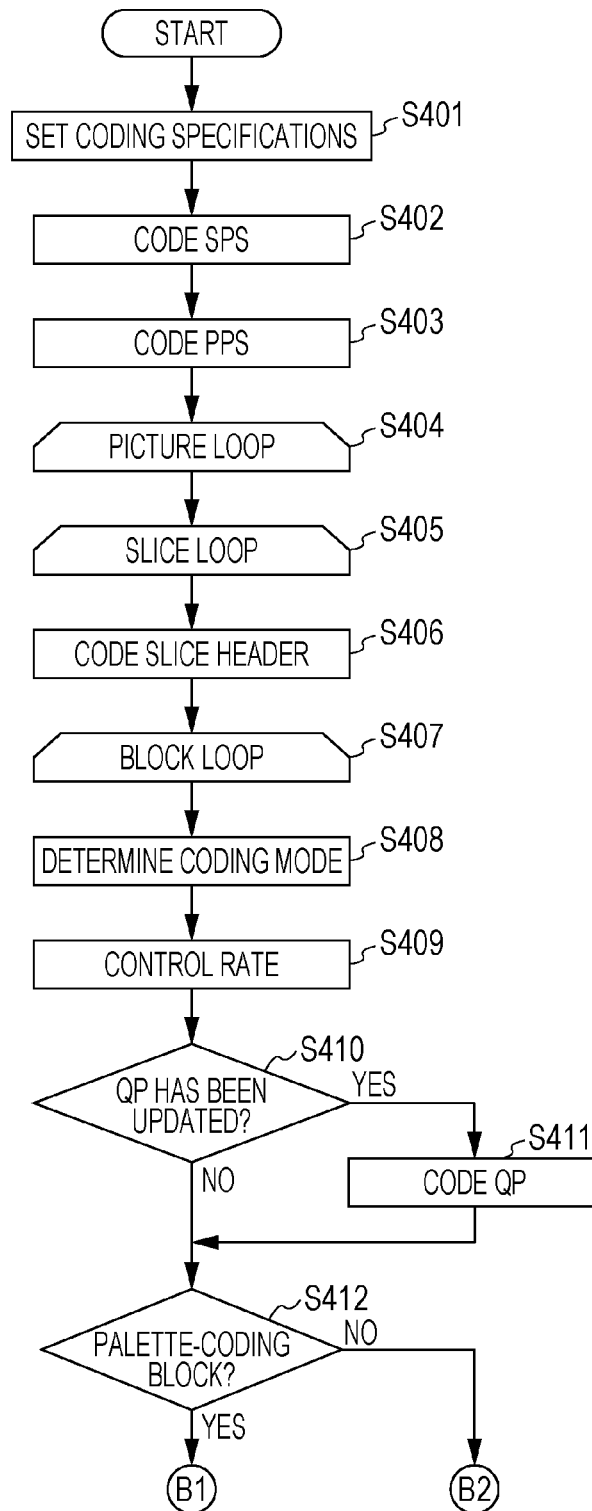 START
SET CODING SPECIFICATIONS
S401
CODE SPS
S402
CODE PPS
S403
PICTURE LOOP
S404
SLICE LOOP
S405
CODE SLICE HEADER
S406
BLOCK LOOP
S407
DETERMINE CODING MODE
S408
CONTROL RATE
S409
S410
QP HAS BEEN
UPDATED?
YES
NO
S411
CODE QP
S412
PALETTE-CODING
BLOCK?
NO
YES
B1
B2